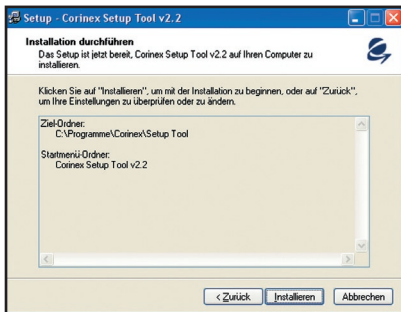 Setup - Corinex Setup Tool v2.2
Installation durchführen
Das Setup ist jetzt bereit, Corinex Setup Tool v2.2 auf Ihren Computer zu
installieren.
Klicken Sie auf "Installieren", um mit der Installation zu beginnen, oder auf "Zurück",
um Ihre Einstellungen zu überprüfen oder zu ändern.
Ziel-Ordner:
C:\Programme\Corinex\Setup Tool
Startmenü-Ordner:
Corinex Setup Tool v2.2
< Zurück Installieren Abbrechen